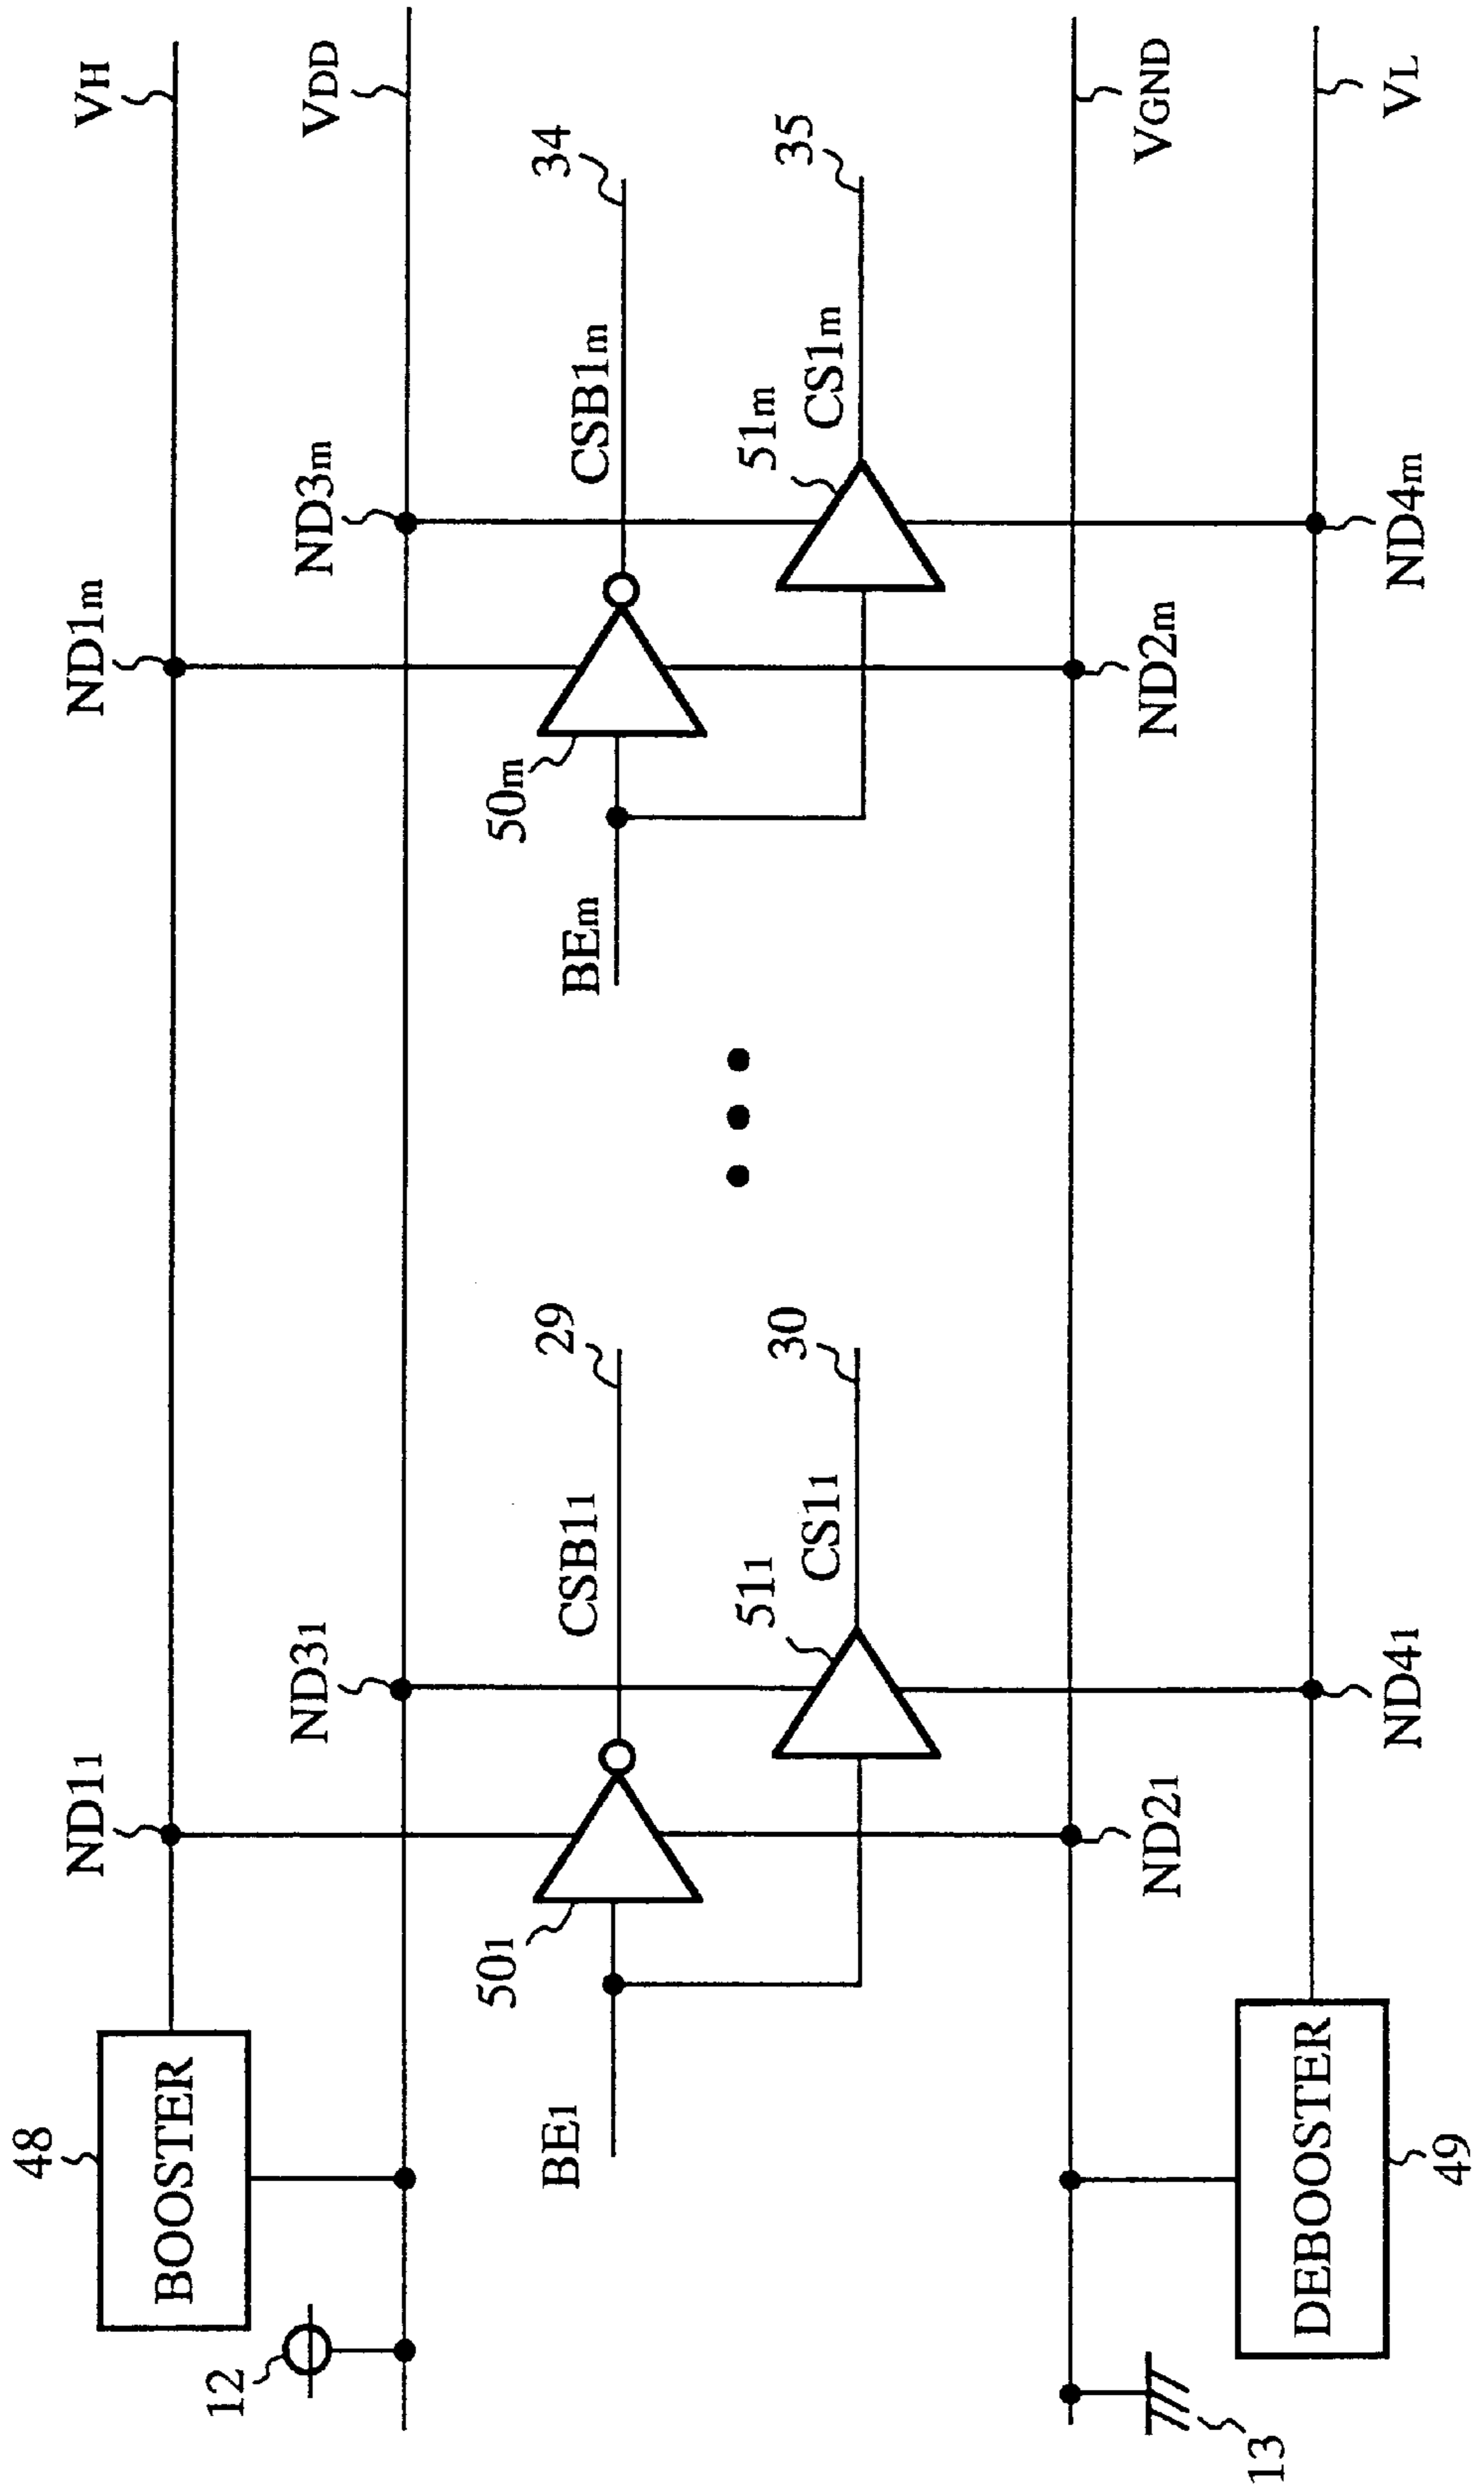 48
BOOSTER
12
ND11
ND1m
VH
ND31
ND3m
VDD
BE1
501
CSB11
29
BEm
50m
CSB1m
34
511
CS11
30
51m
CS1m
35
13
ND21
ND2m
VGND
DEBOOSTER
49
ND41
ND4m
VL